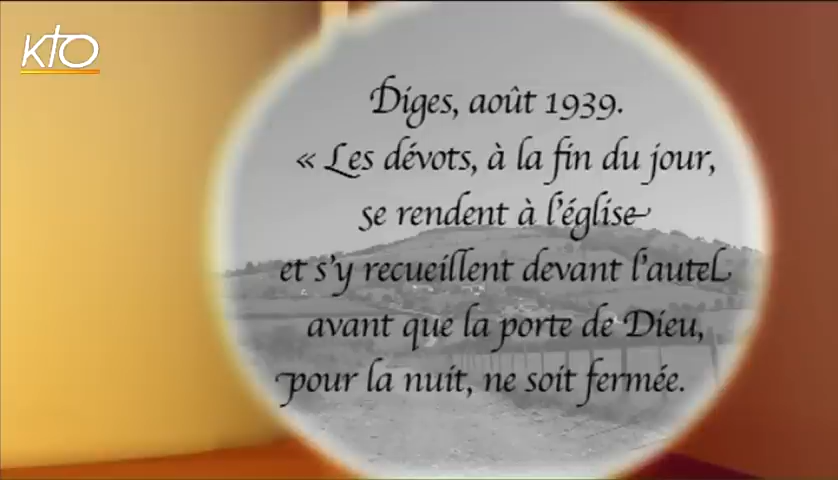 KTO
Diges, août 1939.
« Les dévots, à la fin du jour,
se rendent à l'église
et s'y recueillent devant l'autel
avant que la porte de Dieu,
pour la nuit, ne soit fermée.